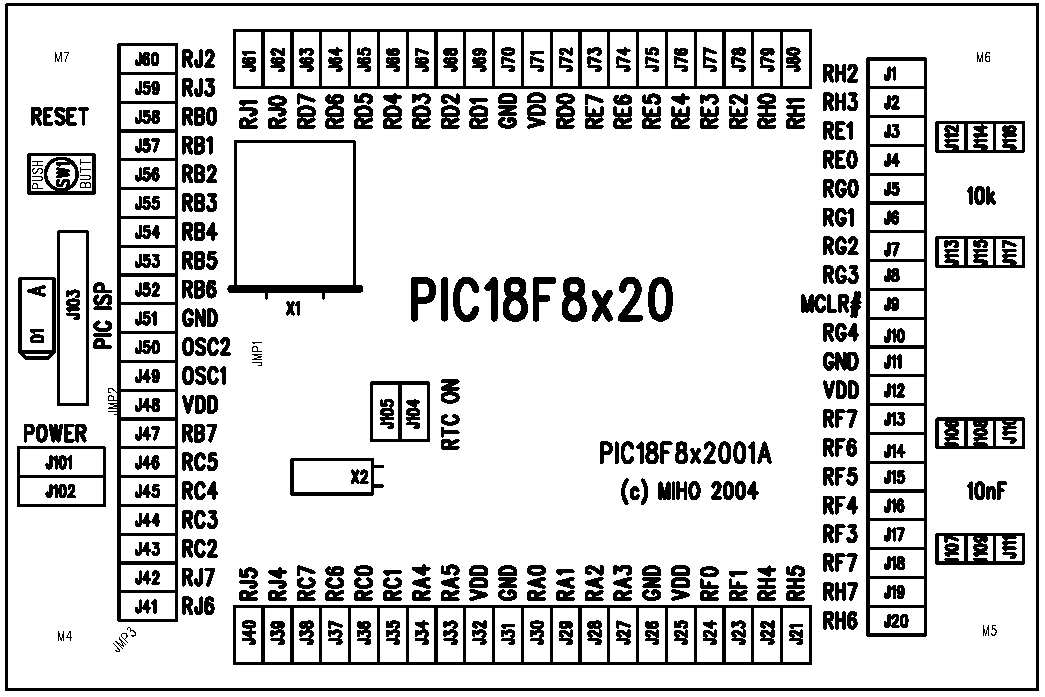 M7
RESET
PUSH SW1 BUTT
D1 A
J103
PIC ISP
JMP2
POWER
J101
J102
M4
JMP3
J60 RJ2
J59 RJ3
J58 RB0
J57 RB1
J56 RB2
J55 RB3
J54 RB4
J53 RB5
J52 RB6
J51 GND
J50 OSC2
J49 OSC1
J48 VDD
J47 RB7
J46 RC5
J45 RC4
J44 RC3
J43 RC2
J42 RJ7
J41 RJ6
J61 J62 J63 J64 J65 J66 J67 J68 J69 J70 J71 J72 J73 J74 J75 J76 J77 J78 J79 J80
RJ1 RJ0 RD7 RD6 RD5 RD4 RD3 RD2 RD1 GND VDD RD0 RE7 RE6 RE5 RE4 RE3 RE2 RH0 RH1
X1
JMP1
PIC18F8x20
J105 J104
RTC ON
X2
PIC18F8x2001A
(c) MIHO 2004
RJ5 RJ4 RC7 RC6 RC0 RC1 RA4 RA5 VDD GND RA0 RA1 RA2 RA3 GND VDD RF0 RF1 RH4 RH5
J40 J39 J38 J37 J36 J35 J34 J33 J32 J31 J30 J29 J28 J27 J26 J25 J24 J23 J22 J21
RH2 J1
RH3 J2
RE1 J3
RE0 J4
RG0 J5
RG1 J6
RG2 J7
RG3 J8
MCLR# J9
RG4 J10
GND J11
VDD J12
RF7 J13
RF6 J14
RF5 J15
RF4 J16
RF3 J17
RF7 J18
RH7 J19
RH6 J20
M6
J112 J114 J116
10k
J113 J115 J117
J106 J108 J110
10nF
J107 J109 J111
M5